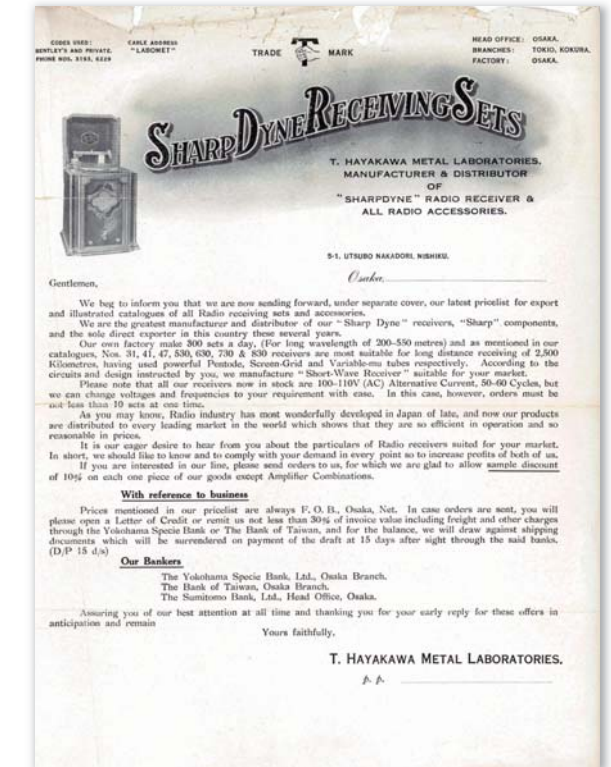 CODES USED:
BENTLEY'S AND PRIVATE.
PHONE NOS. 5193, 6229
CABLE ADDRESS
"LABOMET"
TRADE MARK
HEAD OFFICE: OSAKA.
BRANCHES: TOKIO, KOKURA.
FACTORY: OSAKA.
SHARP DYNE RECEIVING SETS
T. HAYAKAWA METAL LABORATORIES.
MANUFACTURER & DISTRIBUTOR
OF
"SHARPDYNE" RADIO RECEIVER &
ALL RADIO ACCESSORIES.
5-1, UTSUBO NAKADORI, NISHIKU.
Osaka,
Gentlemen,
We beg to inform you that we are now sending forward, under separate cover, our latest pricelist for export
and illustrated catalogues of all Radio receiving sets and accessories.
We are the greatest manufacturer and distributor of our "Sharp Dyne" receivers, "Sharp" components,
and the sole direct exporter in this country these several years.
Our own factory make 300 sets a day, (For long wavelength of 200-550 metres) and as mentioned in our
catalogues, Nos. 31, 41, 47, 530, 630, 730 & 830 receivers are most suitable for long distance receiving of 2,500
Kilometres, having used powerful Pentode, Screen-Grid and Variable-mu tubes respectively. According to the
circuits and design instructed by you, we manufacture "Short-Wave Receiver" suitable for your market.
Please note that all our receivers now in stock are 100-110V (AC) Alternative Current, 50-60 Cycles, but
we can change voltages and frequencies to your requirement with ease. In this case, however, orders must be
not less than 10 sets at one time.
As you may know, Radio industry has most wonderfully developed in Japan of late, and now our products
are distributed to every leading market in the world which shows that they are so efficient in operation and so
reasonable in prices.
It is our eager desire to hear from you about the particulars of Radio receivers suited for your market.
In short, we should like to know and to comply with your demand in every point so to increase profits of both of us.
If you are interested in our line, please send orders to us, for which we are glad to allow sample discount
of 10% on each one piece of our goods except Amplifier Combinations.
With reference to business
Prices mentioned in our pricelist are always F. O. B., Osaka, Net. In case orders are sent, you will
please open a Letter of Credit or remit us not less than 30% of invoice value including freight and other charges
through the Yokohama Specie Bank or The Bank of Taiwan, and for the balance, we will draw against shipping
documents which will be surrendered on payment of the draft at 15 days after sight through the said banks.
(D/P 15 d/s)
Our Bankers
The Yokohama Specie Bank, Ltd., Osaka Branch.
The Bank of Taiwan, Osaka Branch.
The Sumitomo Bank, Ltd., Head Office, Osaka.
Assuring you of our best attention at all time and thanking you for your early reply for these offers in
anticipation and remain
Yours faithfully,
T. HAYAKAWA METAL LABORATORIES.
p. p.